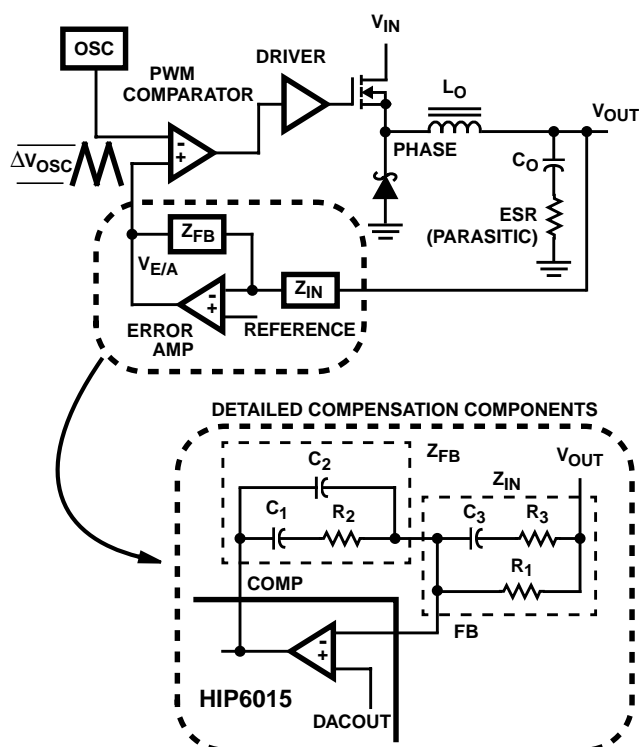 V_IN
OSC
DRIVER
PWM
COMPARATOR
L_O
V_OUT
-
+
ΔV_OSC
PHASE
C_O
ESR
(PARASITIC)
Z_FB
V_E/A
-
+
Z_IN
ERROR
AMP
REFERENCE
DETAILED COMPENSATION COMPONENTS
Z_FB
V_OUT
C_2
Z_IN
C_1
R_2
C_3
R_3
R_1
COMP
FB
-
+
HIP6015
DACOUT